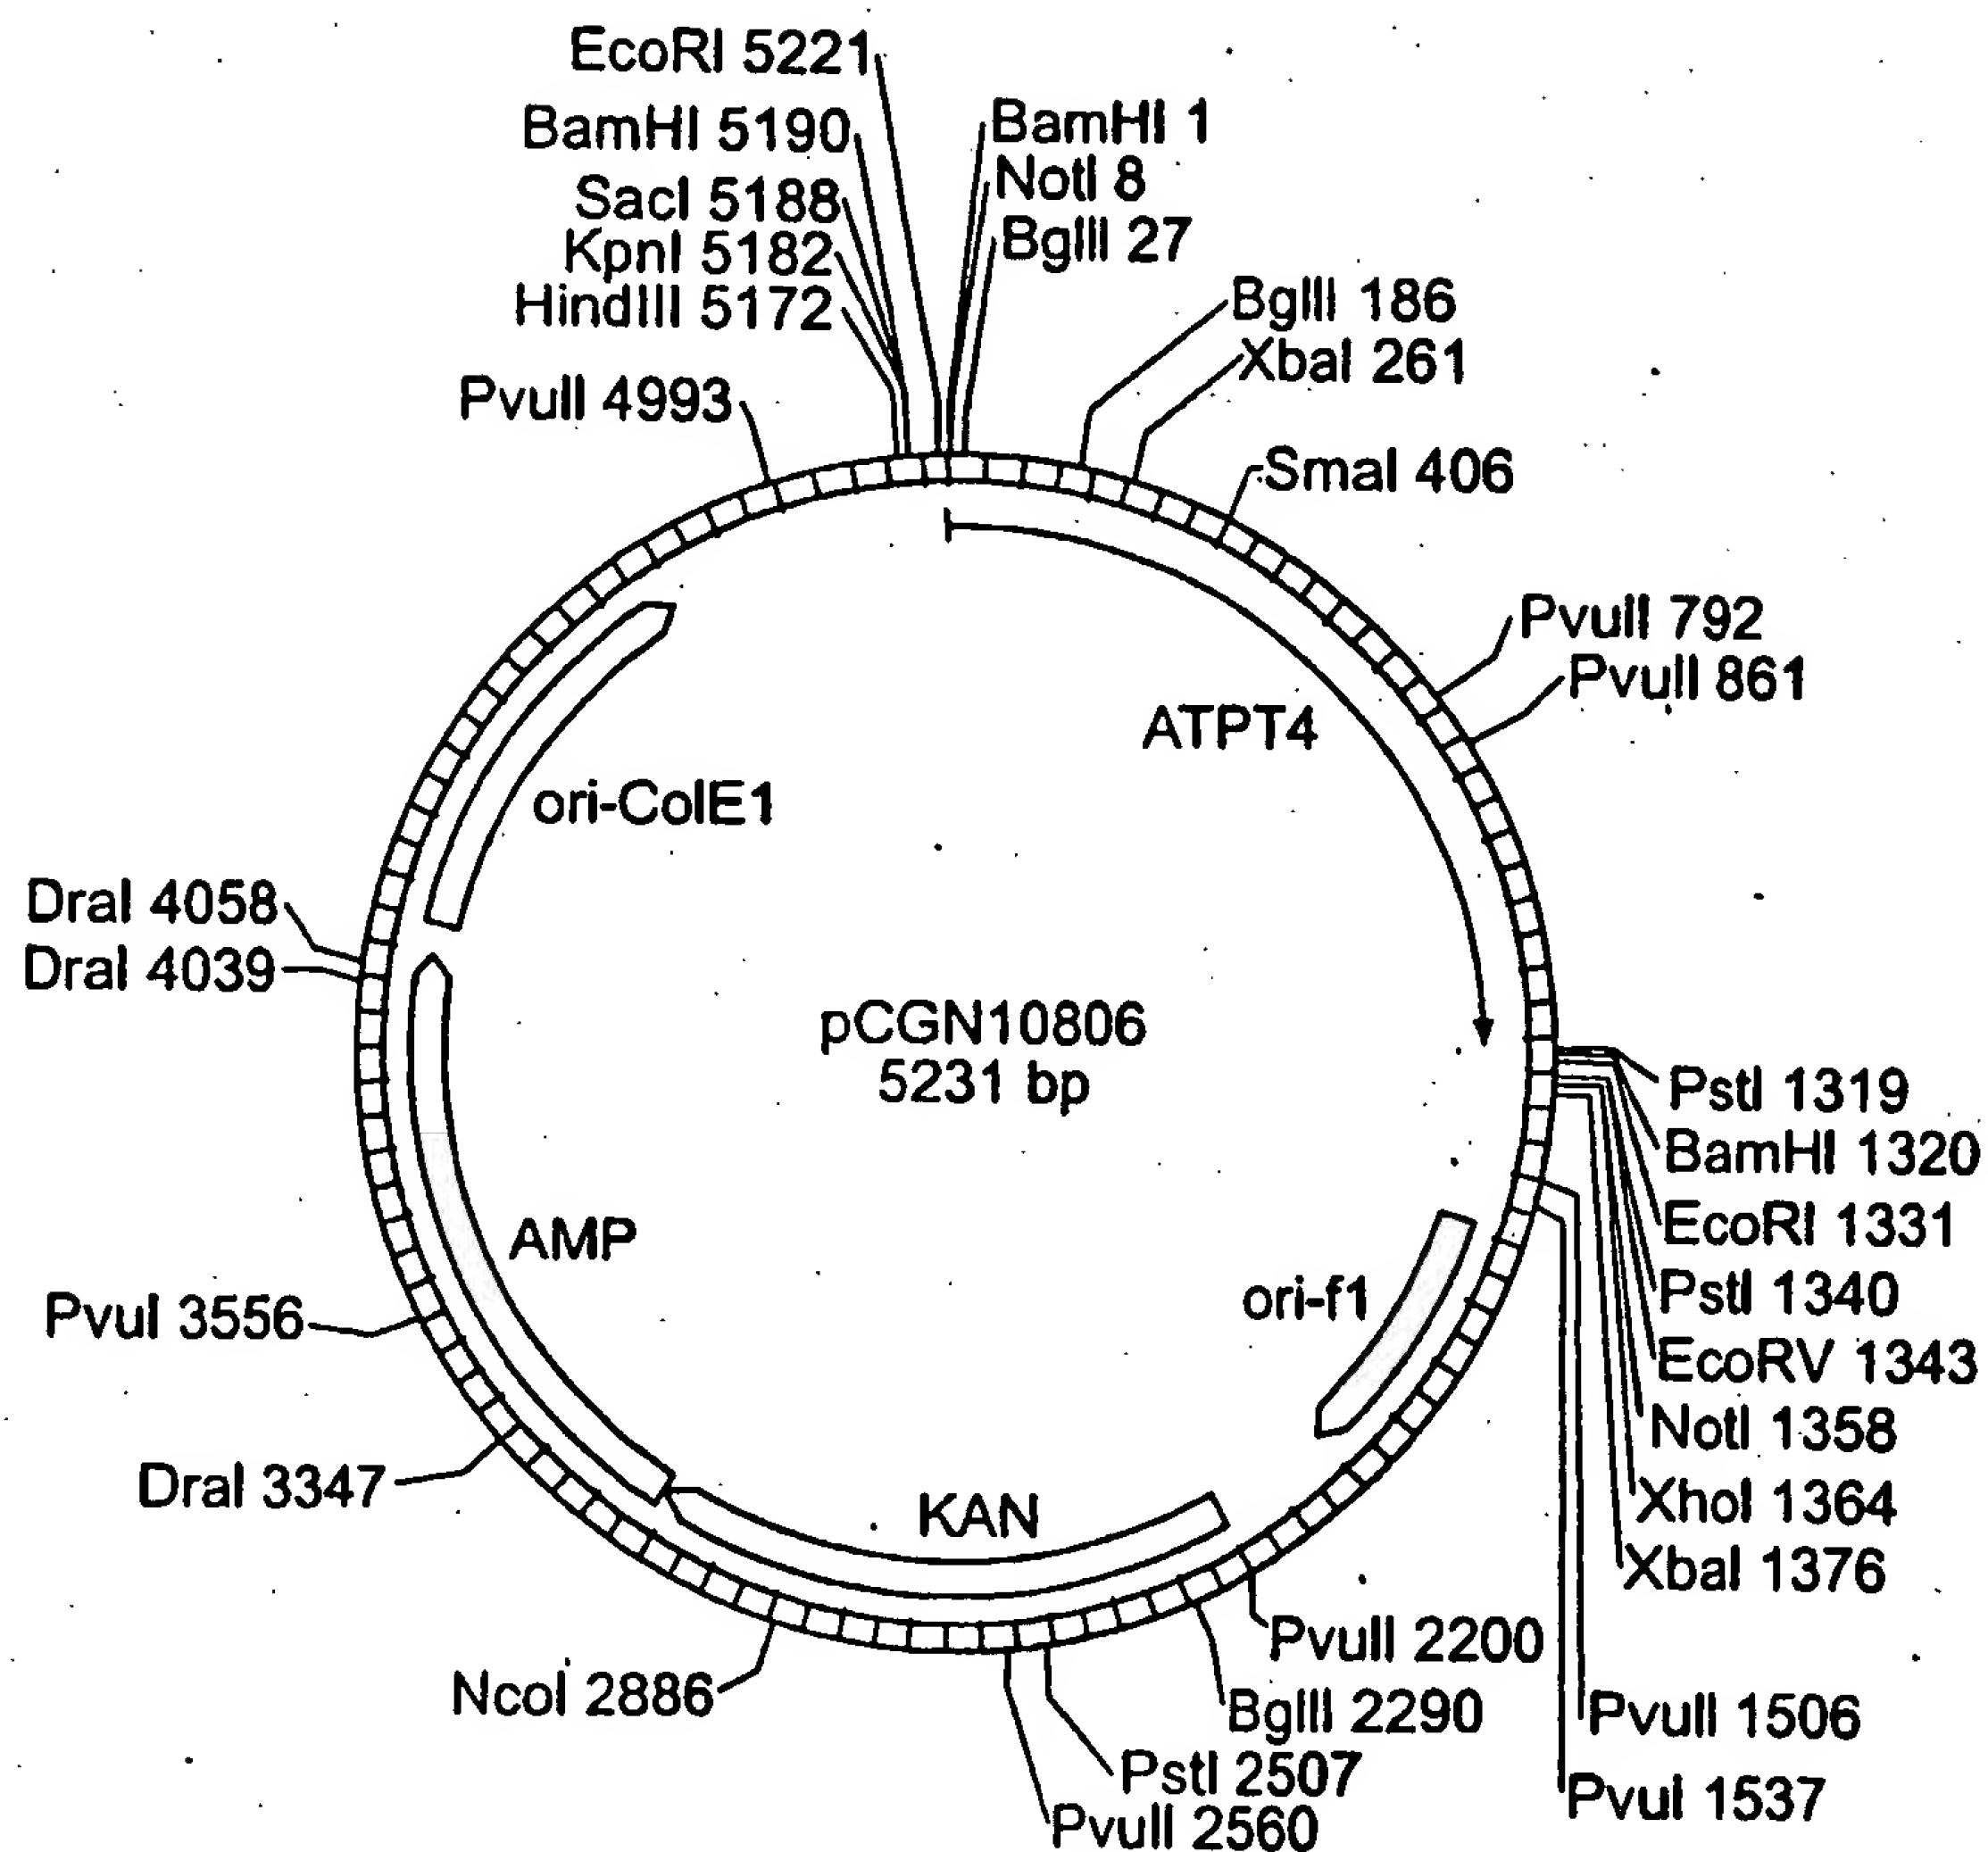 EcoRI 5221
BamHI 5190
SacI 5188
KpnI 5182
HindIII 5172
PvuII 4993
BamHI 1
NotI 8
BglII 27
BglII 186
XbaI 261
SmaI 406
PvuII 792
PvuII 861
ATPT4
ori-ColE1
DraI 4058
DraI 4039
pCGN10806
5231 bp
PstI 1319
BamHI 1320
EcoRI 1331
PstI 1340
EcoRV 1343
NotI 1358
XhoI 1364
XbaI 1376
AMP
ori-f1
PvuI 3556
DraI 3347
KAN
NcoI 2886
PvuII 2200
BglII 2290
PstI 2507
PvuII 2560
PvuII 1506
PvuI 1537